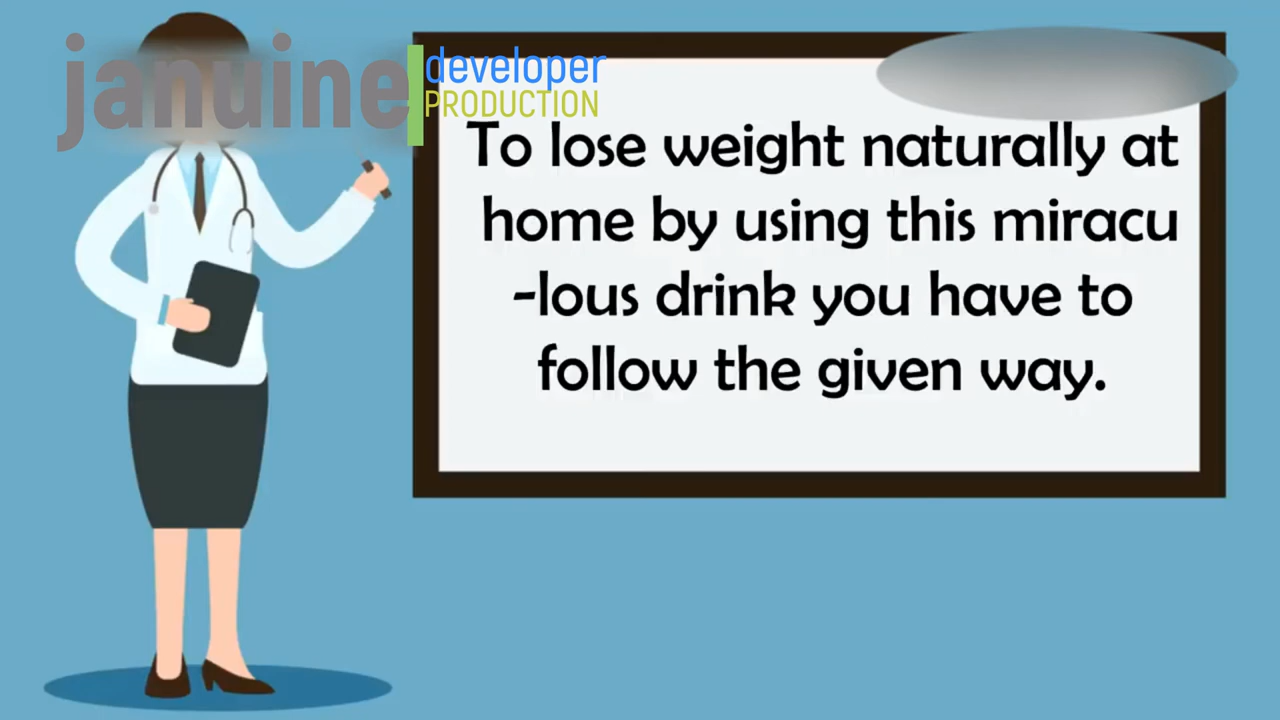 januine
developer
PRODUCTION
To lose weight naturally at
home by using this miracu
-lous drink you have to
follow the given way.